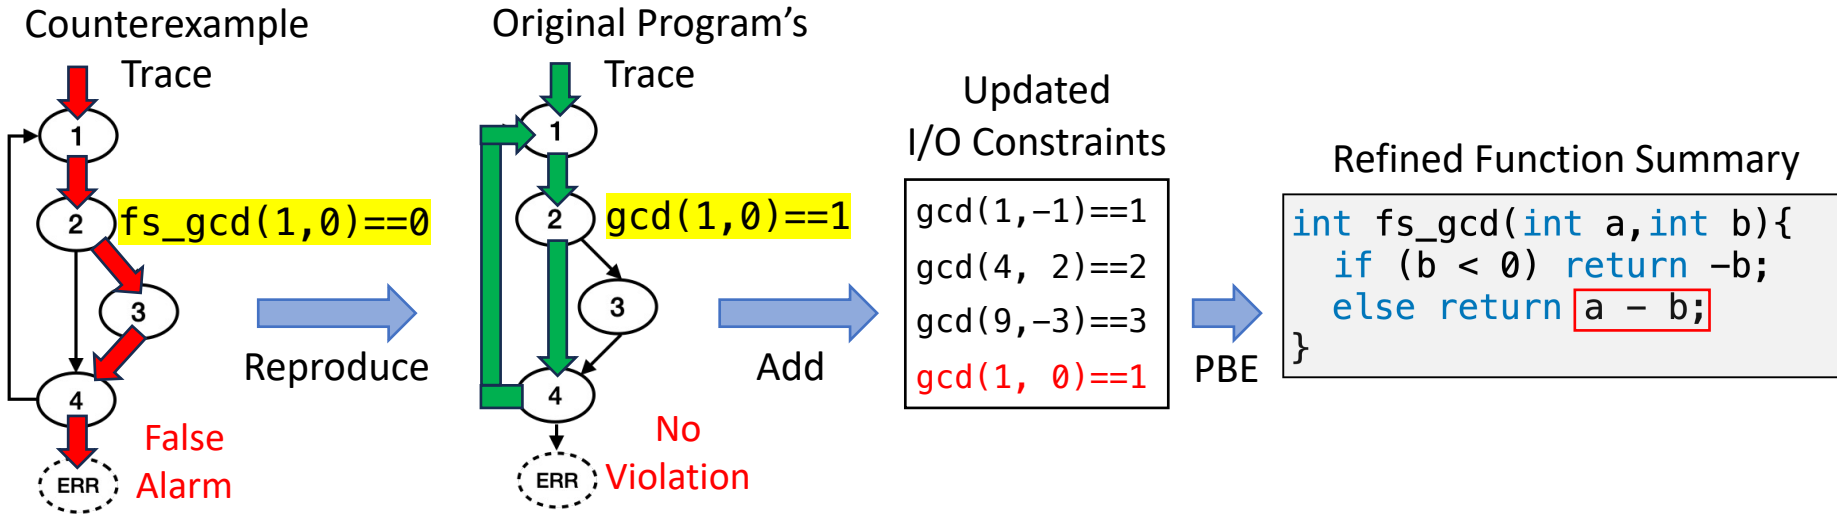 Counterexample
Trace
1
2
fs_gcd(1,0)==0
3
4
ERR
False
Alarm
Reproduce
Original Program’s
Trace
1
2
gcd(1,0)==1
3
4
ERR
No
Violation
Add
Updated
I/O Constraints
gcd(1,−1)==1
gcd(4, 2)==2
gcd(9,−3)==3
gcd(1, 0)==1
PBE
Refined Function Summary
int fs_gcd(int a,int b){
if (b < 0) return −b;
else return a − b;
}